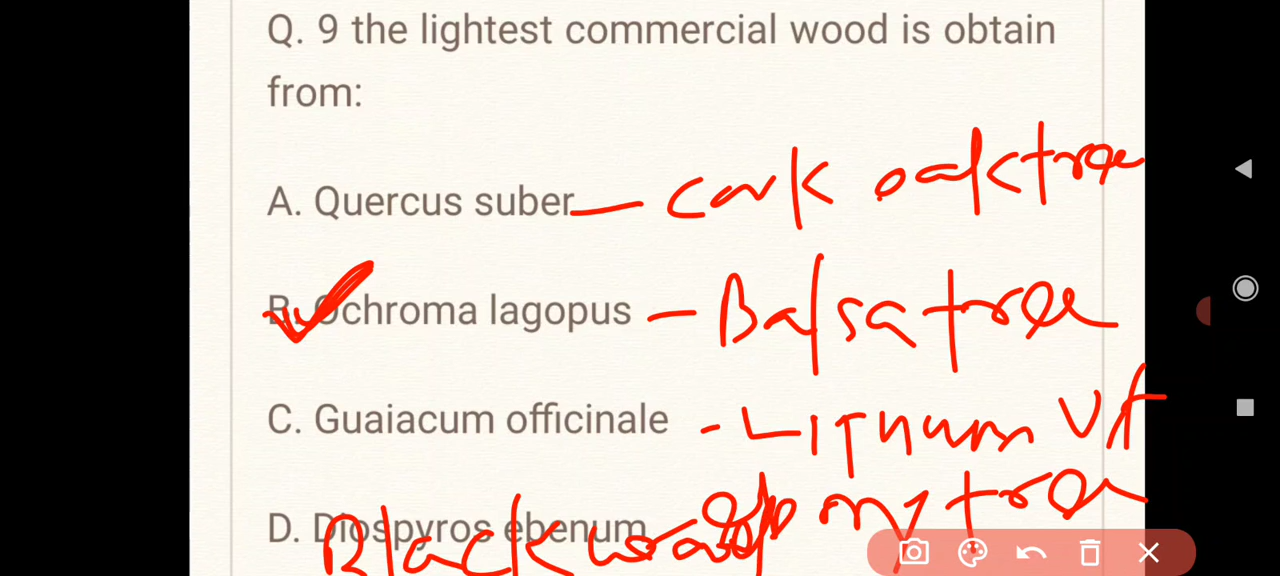 Q. 9 the lightest commercial wood is obtain
from:
A. Quercus suber - cork oak tree
B. Ochroma lagopus - Balsa tree
C. Guaiacum officinale - Lignum
D. Diospyros ebenum - tree
Black wood